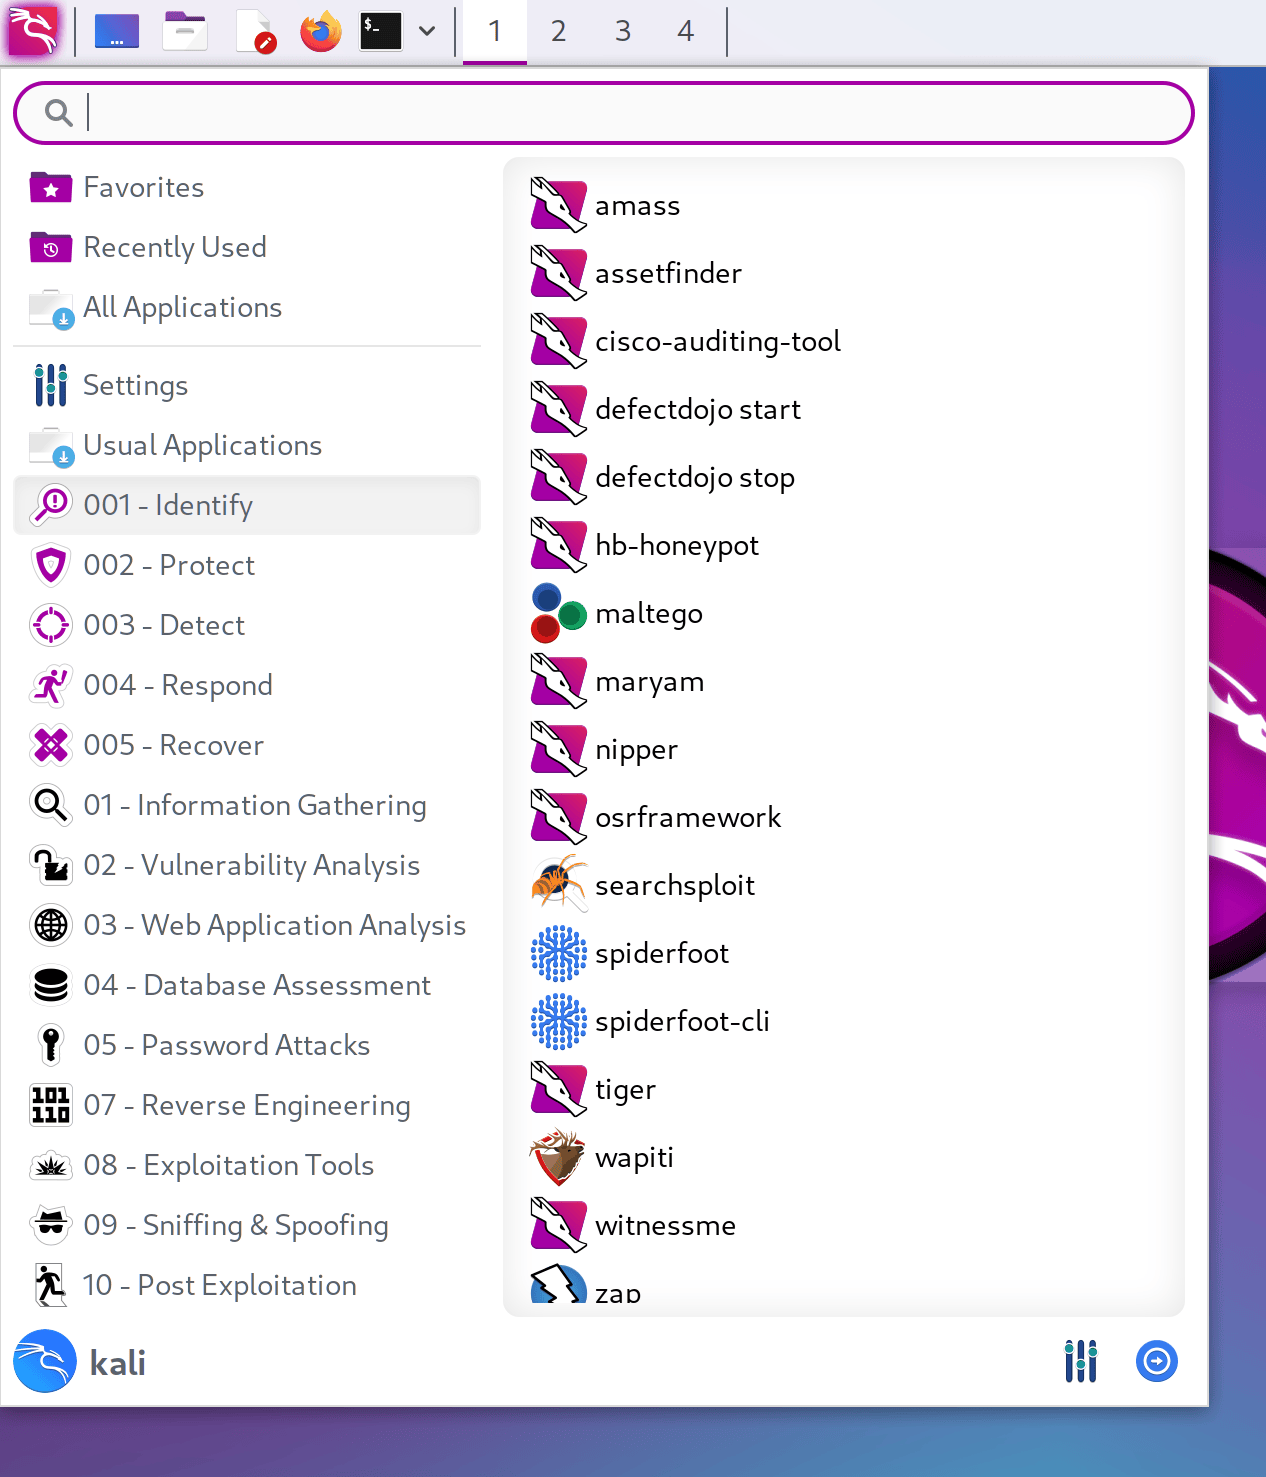 $_
1 2 3 4
Favorites
Recently Used
All Applications
Settings
Usual Applications
001 - Identify
002 - Protect
003 - Detect
004 - Respond
005 - Recover
01 - Information Gathering
02 - Vulnerability Analysis
03 - Web Application Analysis
04 - Database Assessment
05 - Password Attacks
101
110
07 - Reverse Engineering
08 - Exploitation Tools
09 - Sniffing & Spoofing
10 - Post Exploitation
amass
assetfinder
cisco-auditing-tool
defectdojo start
defectdojo stop
hb-honeypot
maltego
maryam
nipper
osrframework
searchsploit
spiderfoot
spiderfoot-cli
tiger
wapiti
witnessme
zap
kali